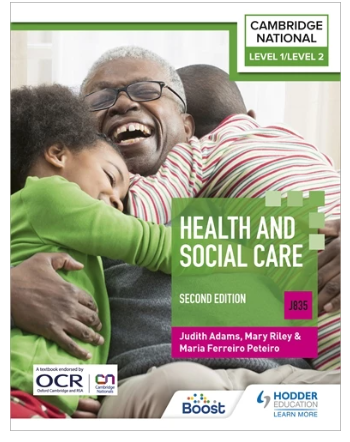 CAMBRIDGE
NATIONAL
LEVEL 1/LEVEL 2
HEALTH AND
SOCIAL CARE
SECOND EDITION
J835
Judith Adams, Mary Riley &
Maria Ferreiro Peteiro
A textbook endorsed by
OCR
Oxford Cambridge and RSA
Cambridge
Nationals
Boost
HODDER
EDUCATION
LEARN MORE